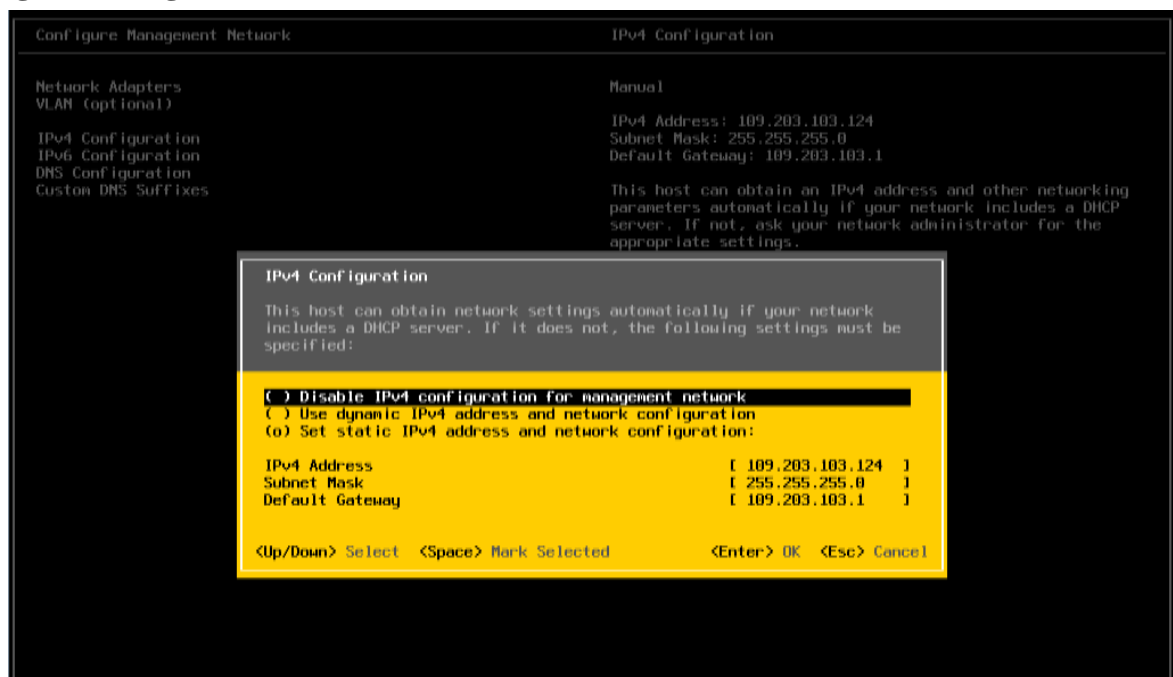 Configure Management Network
IPv4 Configuration
Network Adapters
VLAN (optional)
IPv4 Configuration
IPv6 Configuration
DNS Configuration
Custom DNS Suffixes
Manual
IPv4 Address: 109.203.103.124
Subnet Mask: 255.255.255.0
Default Gateway: 109.203.103.1
This host can obtain an IPv4 address and other networking
parameters automatically if your network includes a DHCP
server. If not, ask your network administrator for the
appropriate settings.
IPv4 Configuration
This host can obtain network settings automatically if your network
includes a DHCP server. If it does not, the following settings must be
specified:
( ) Disable IPv4 configuration for management network
( ) Use dynamic IPv4 address and network configuration
(o) Set static IPv4 address and network configuration:
IPv4 Address [ 109.203.103.124 ]
Subnet Mask [ 255.255.255.0 ]
Default Gateway [ 109.203.103.1 ]
<Up/Down> Select <Space> Mark Selected <Enter> OK <Esc> Cancel